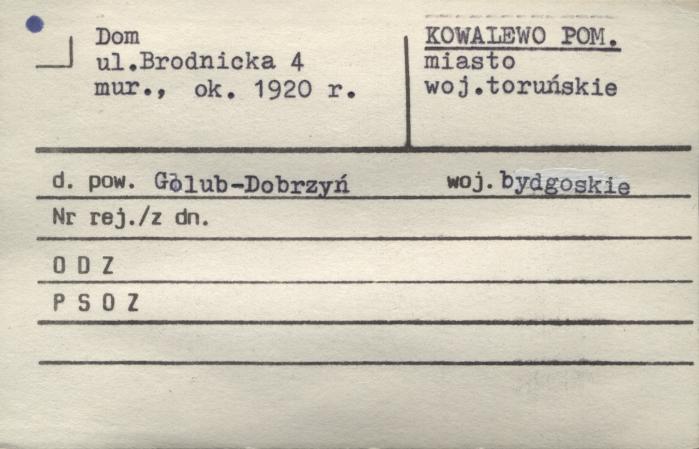 Dom
ul.Brodnicka 4
mur., ok. 1920 r.
KOWALEWO POM.
miasto
woj.toruńskie
d. pow. Golub-Dobrzyń woj. bydgoskie
Nr rej./z dn.
O D Z
P S O Z